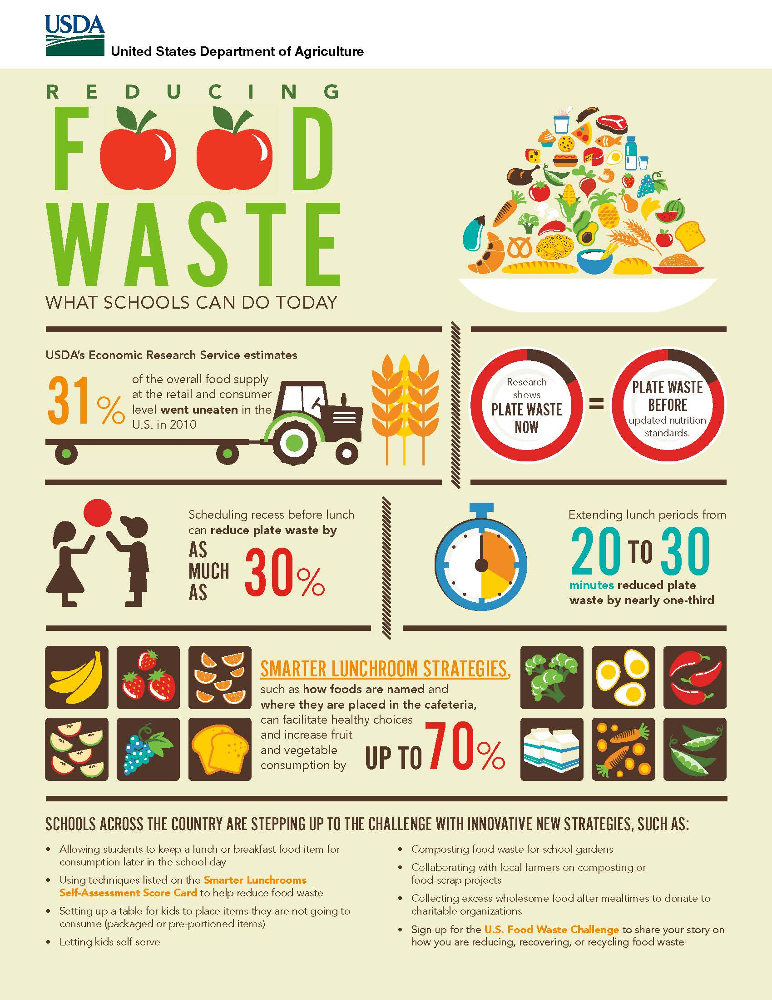 USDA
United States Department of Agriculture
REDUCING
FOOD
WASTE
WHAT SCHOOLS CAN DO TODAY
USDA's Economic Research Service estimates
31%
of the overall food supply
at the retail and consumer
level went uneaten in the
U.S. in 2010
Research
shows
PLATE WASTE
NOW
=
PLATE WASTE
BEFORE
updated nutrition
standards.
Scheduling recess before lunch
can reduce plate waste by
AS
MUCH
AS
30%
Extending lunch periods from
20 TO 30
minutes reduced plate
waste by nearly one-third
SMARTER LUNCHROOM STRATEGIES,
such as how foods are named and
where they are placed in the cafeteria,
can facilitate healthy choices
and increase fruit
and vegetable
consumption by
UP TO 70%
SCHOOLS ACROSS THE COUNTRY ARE STEPPING UP TO THE CHALLENGE WITH INNOVATIVE NEW STRATEGIES, SUCH AS:
• Allowing students to keep a lunch or breakfast food item for
consumption later in the school day
• Using techniques listed on the Smarter Lunchrooms
Self-Assessment Score Card to help reduce food waste
• Setting up a table for kids to place items they are not going to
consume (packaged or pre-portioned items)
• Letting kids self-serve
• Composting food waste for school gardens
• Collaborating with local farmers on composting or
food-scrap projects
• Collecting excess wholesome food after mealtimes to donate to
charitable organizations
• Sign up for the U.S. Food Waste Challenge to share your story on
how you are reducing, recovering, or recycling food waste